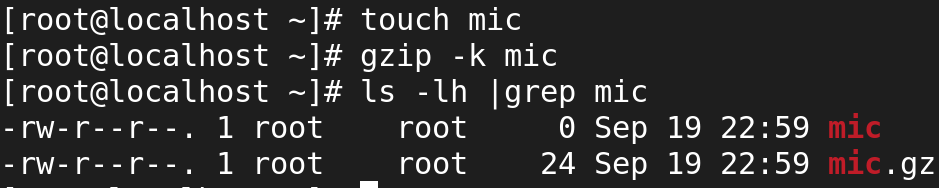 [root@localhost ~]# touch mic
[root@localhost ~]# gzip -k mic
[root@localhost ~]# ls -lh |grep mic
-rw-r--r--. 1 root    root     0 Sep 19 22:59 mic
-rw-r--r--. 1 root    root    24 Sep 19 22:59 mic.gz